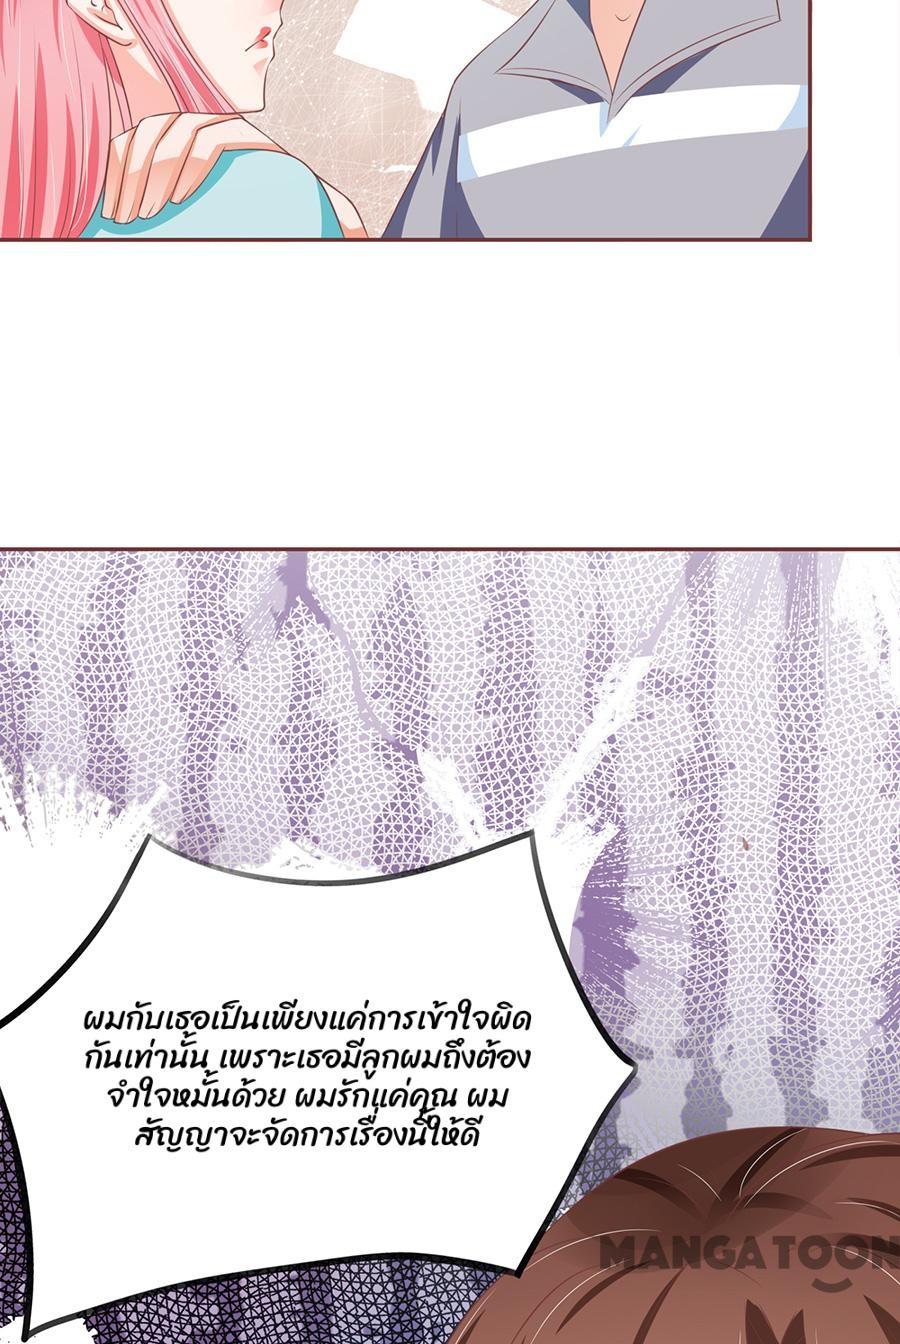 ผมกับเธอเป็นเพียงแค่การเข้าใจผิด
กันเท่านั้น เพราะเธอมีลูกผมถึงต้อง
จำใจหมั้นด้วย ผมรักแค่คุณ ผม
สัญญาจะจัดการเรื่องนี้ให้ดี
MANGATOON